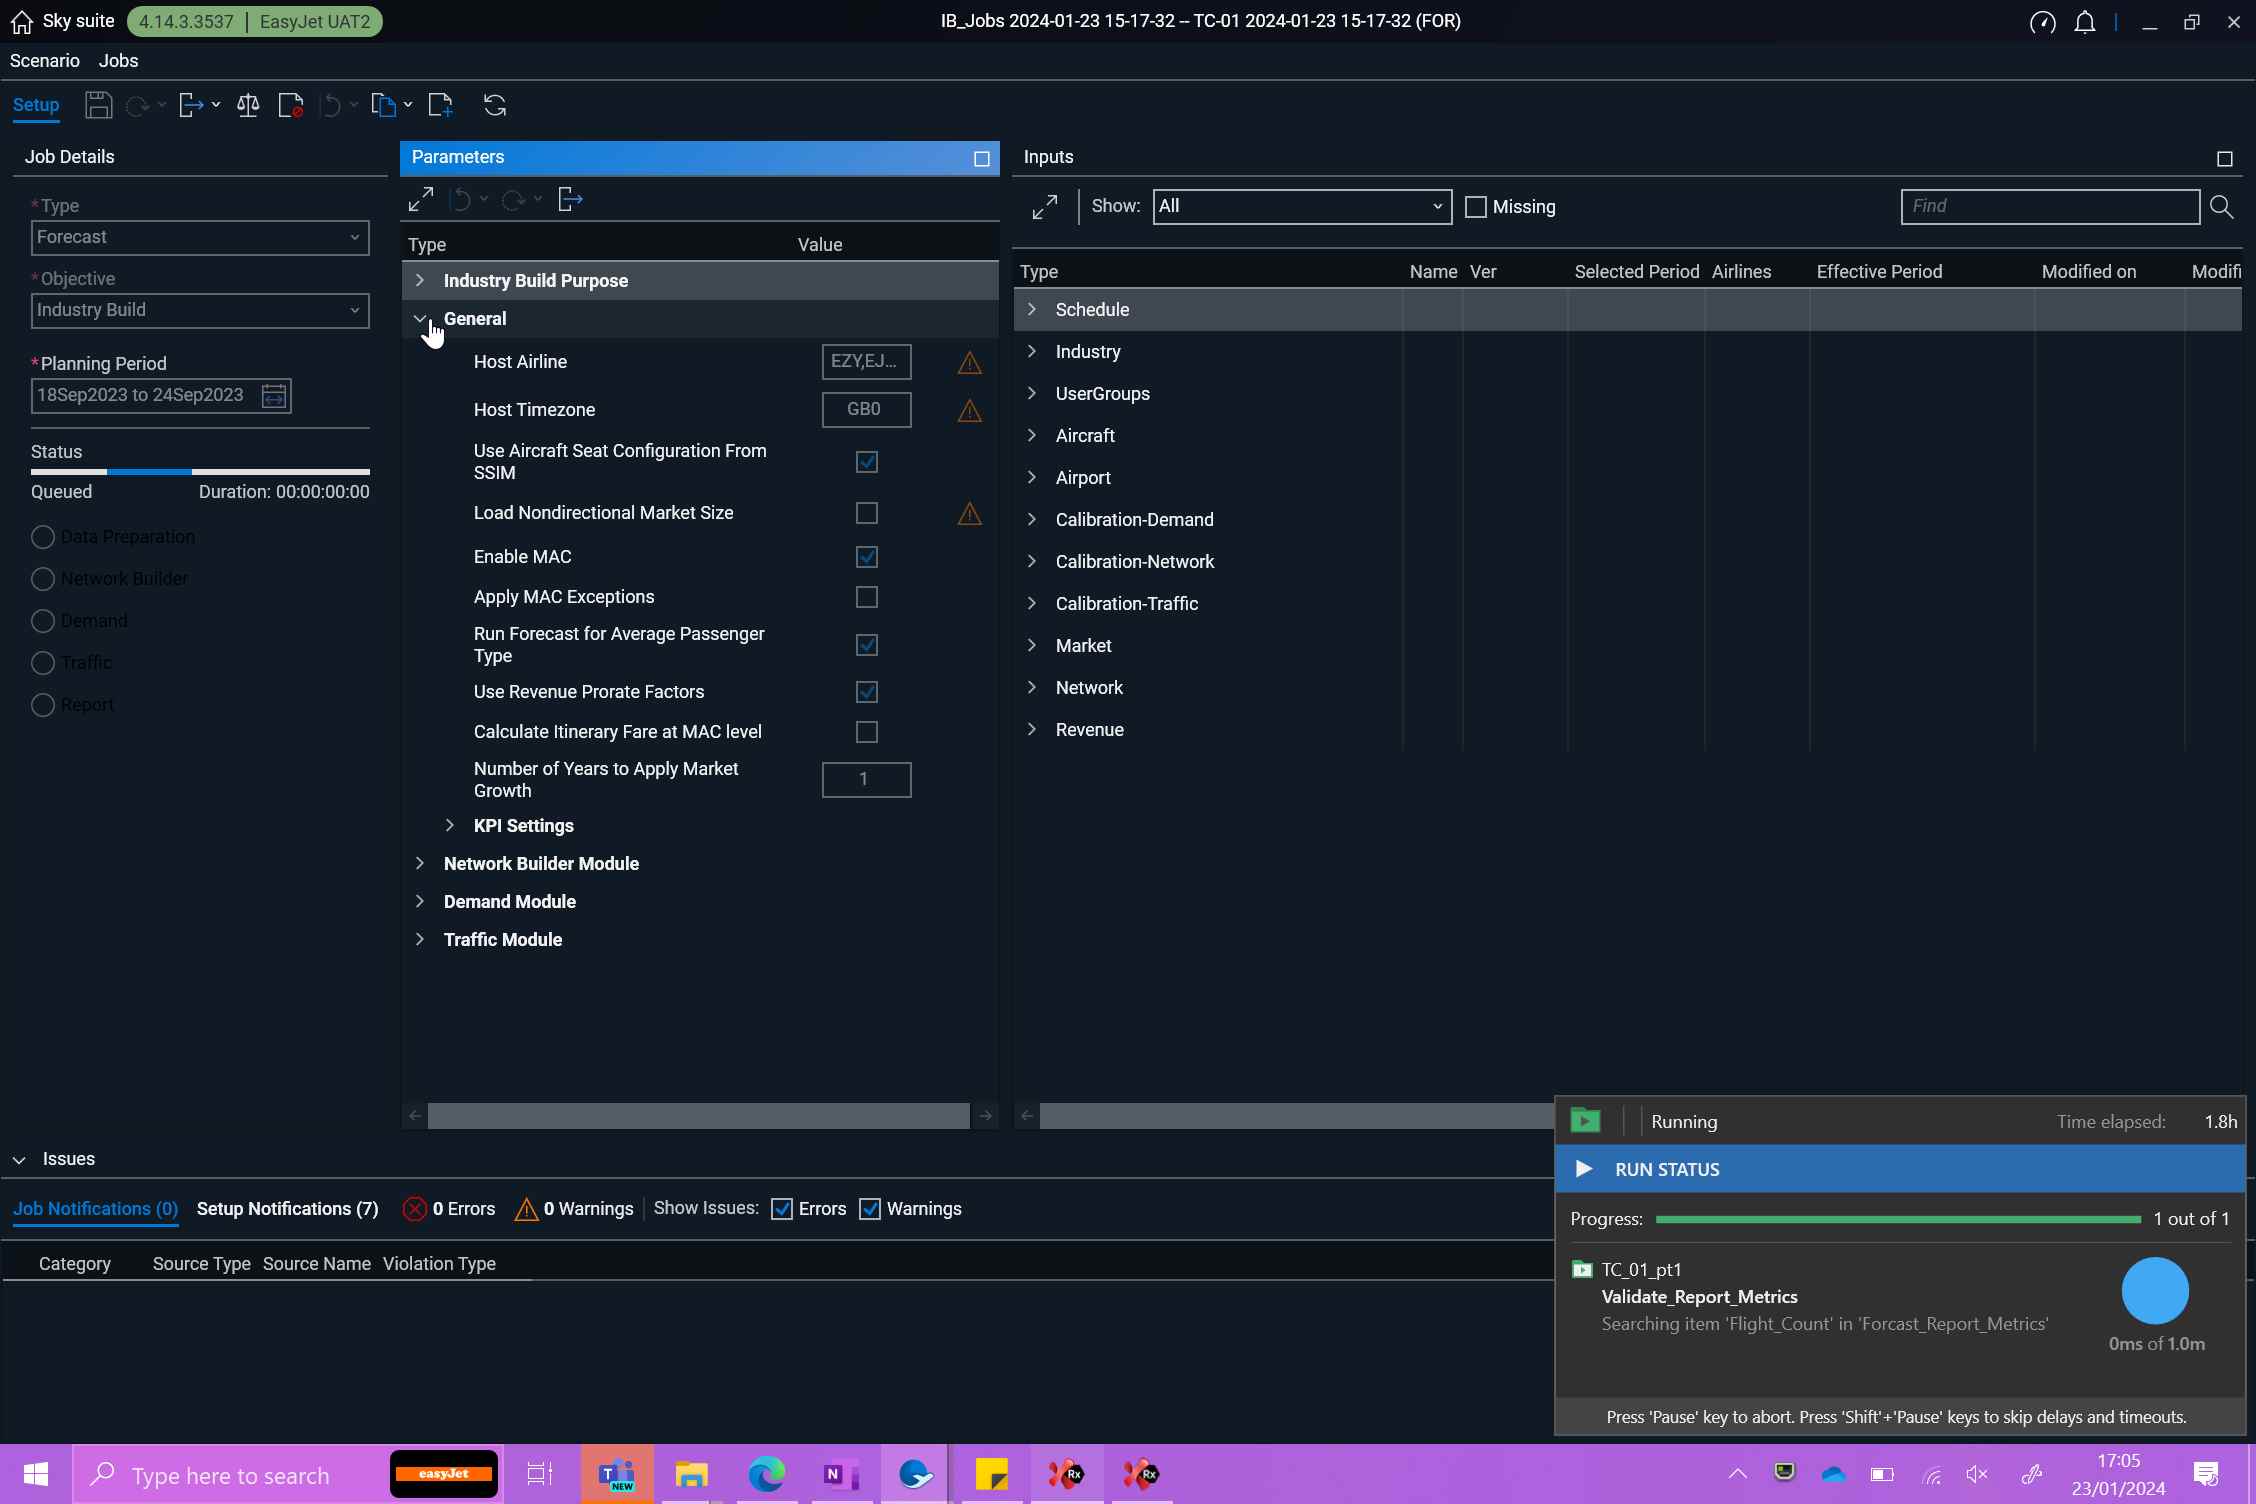 Sky suite 4.14.3.3537 | EasyJet UAT2 IB_Jobs 2024-01-23 15-17-32 -- TC-01 2024-01-23 15-17-32 (FOR)
Scenario Jobs
Setup
Job Details
*Type
Forecast
*Objective
Industry Build
*Planning Period
18Sep2023 to 24Sep2023
Status
Queued Duration: 00:00:00:00
Data Preparation
Network Builder
Demand
Traffic
Report
Parameters
Type Value
Industry Build Purpose
General
Host Airline EZY,EJ...
Host Timezone GB0
Use Aircraft Seat Configuration From
SSIM
Load Nondirectional Market Size
Enable MAC
Apply MAC Exceptions
Run Forecast for Average Passenger
Type
Use Revenue Prorate Factors
Calculate Itinerary Fare at MAC level
Number of Years to Apply Market
Growth
1
KPI Settings
Network Builder Module
Demand Module
Traffic Module
Inputs
Show: All Missing Find
Type Name Ver Selected Period Airlines Effective Period Modified on Modifi
Schedule
Industry
UserGroups
Aircraft
Airport
Calibration-Demand
Calibration-Network
Calibration-Traffic
Market
Network
Revenue
Issues
Job Notifications (0) Setup Notifications (7) 0 Errors 0 Warnings Show Issues: Errors Warnings
Category Source Type Source Name Violation Type
Running Time elapsed: 1.8h
RUN STATUS
Progress: 1 out of 1
TC_01_pt1
Validate_Report_Metrics
Searching item 'Flight_Count' in 'Forcast_Report_Metrics'
0ms of 1.0m
Press 'Pause' key to abort. Press 'Shift'+'Pause' keys to skip delays and timeouts.
Type here to search easyJet T NEW N Rx Rx
17:05
23/01/2024